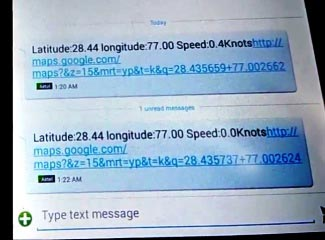 Today
Latitude:28.44 longitude:77.00 Speed:0.4Knotshttp://
maps.google.com/
maps?&z=15&mrt=yp&t=k&q=28.435659+77.002662
Airtel 1:20 AM
1 unread messages
Latitude:28.44 longitude:77.00 Speed:0.0Knotshttp://
maps.google.com/
maps?&z=15&mrt=yp&t=k&q=28.435737+77.002624
Airtel 1:22 AM
Type text message